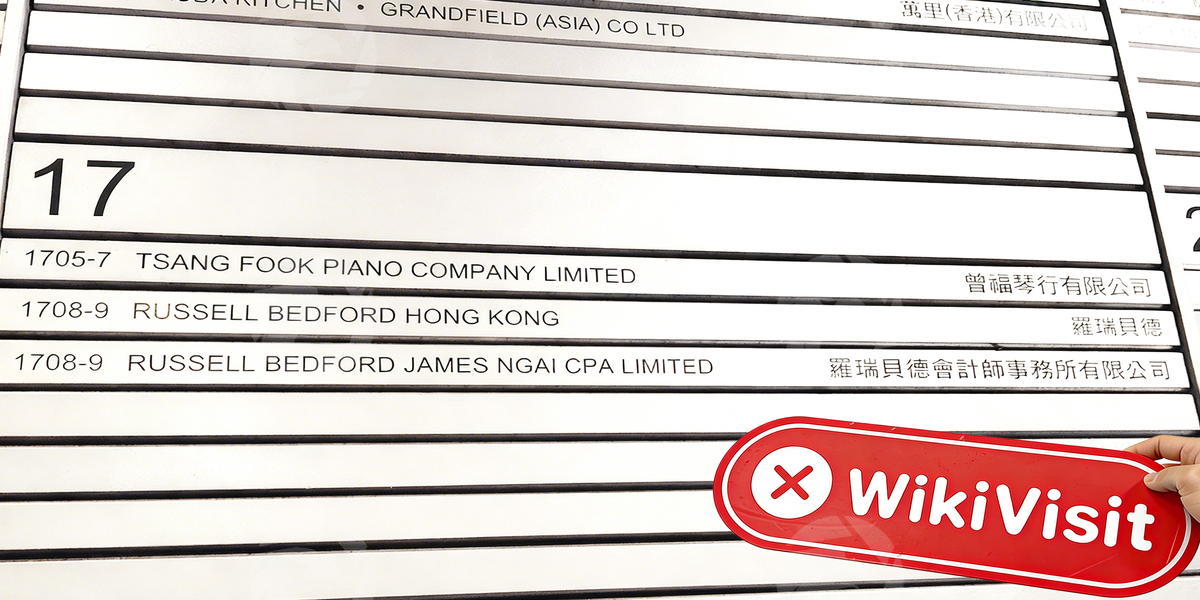 KITCHEN • GRANDFIELD (ASIA) CO LTD 萬里(香港)有限公司
17
1705-7 TSANG FOOK PIANO COMPANY LIMITED 曾福琴行有限公司
1708-9 RUSSELL BEDFORD HONG KONG 羅瑞貝德
1708-9 RUSSELL BEDFORD JAMES NGAI CPA LIMITED 羅瑞貝德會計師事務所有限公司
WikiVisit